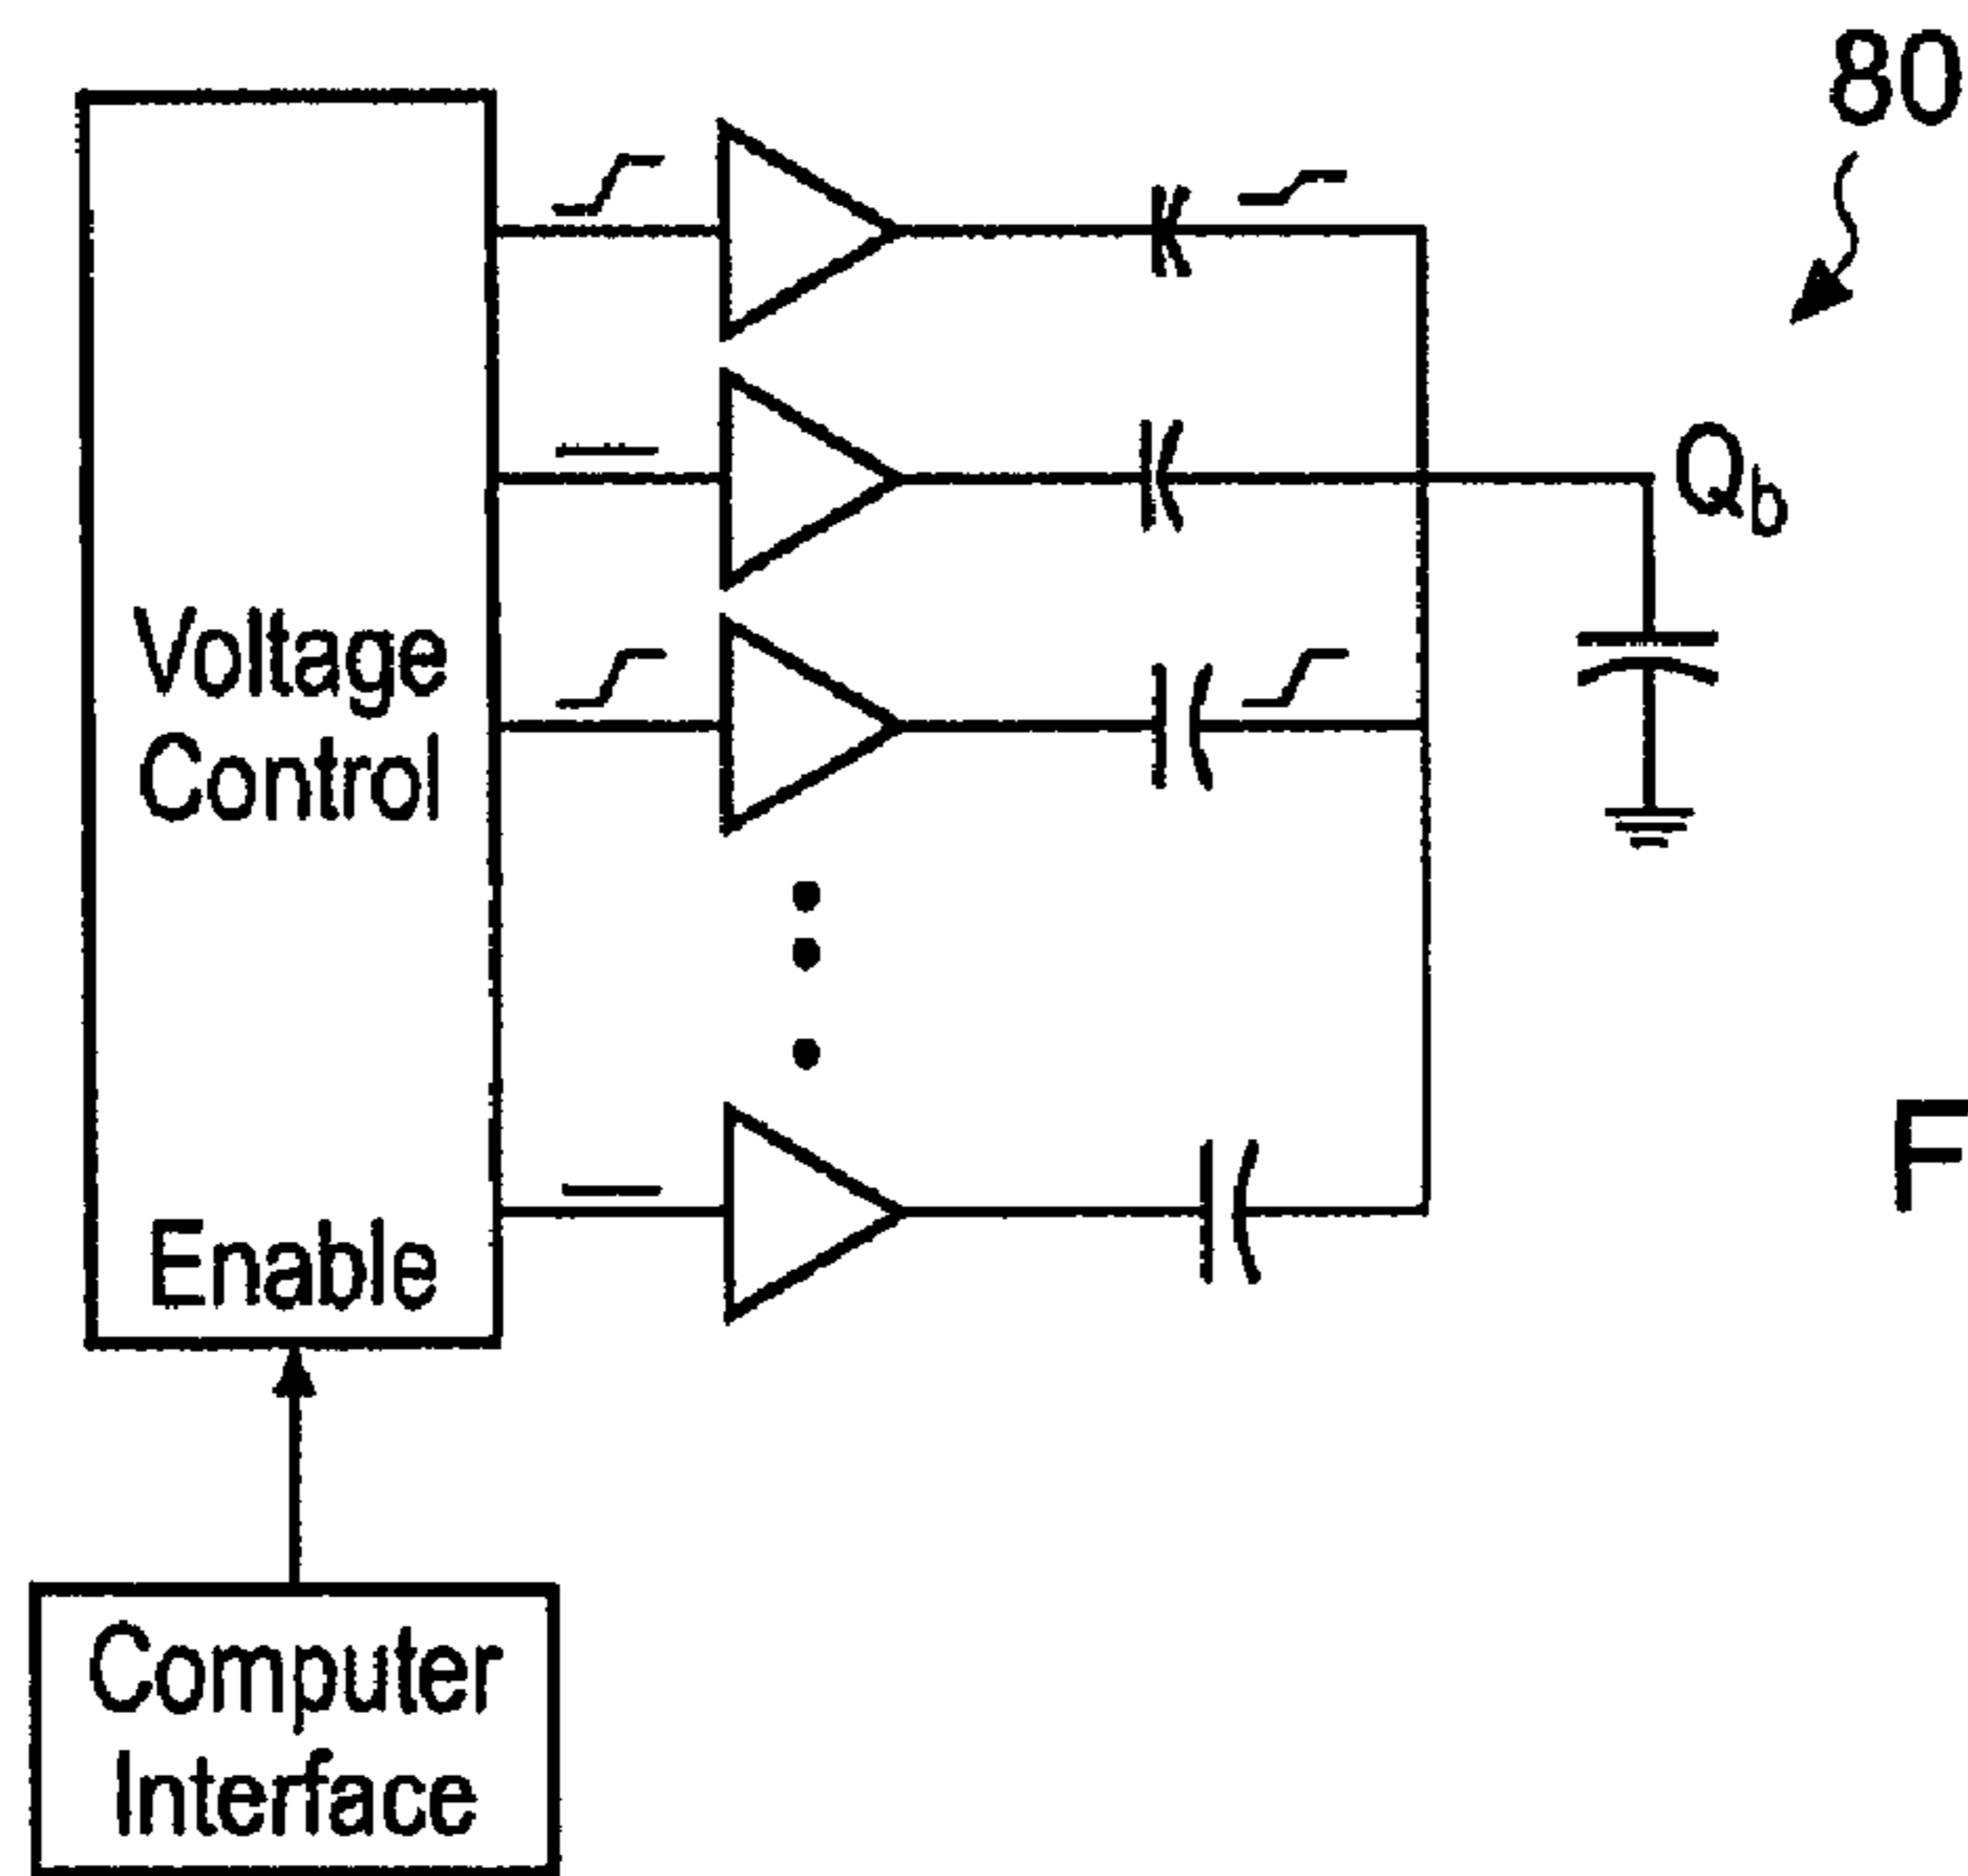 80
Qb
Voltage
Control
Enable
F
Computer
Interface